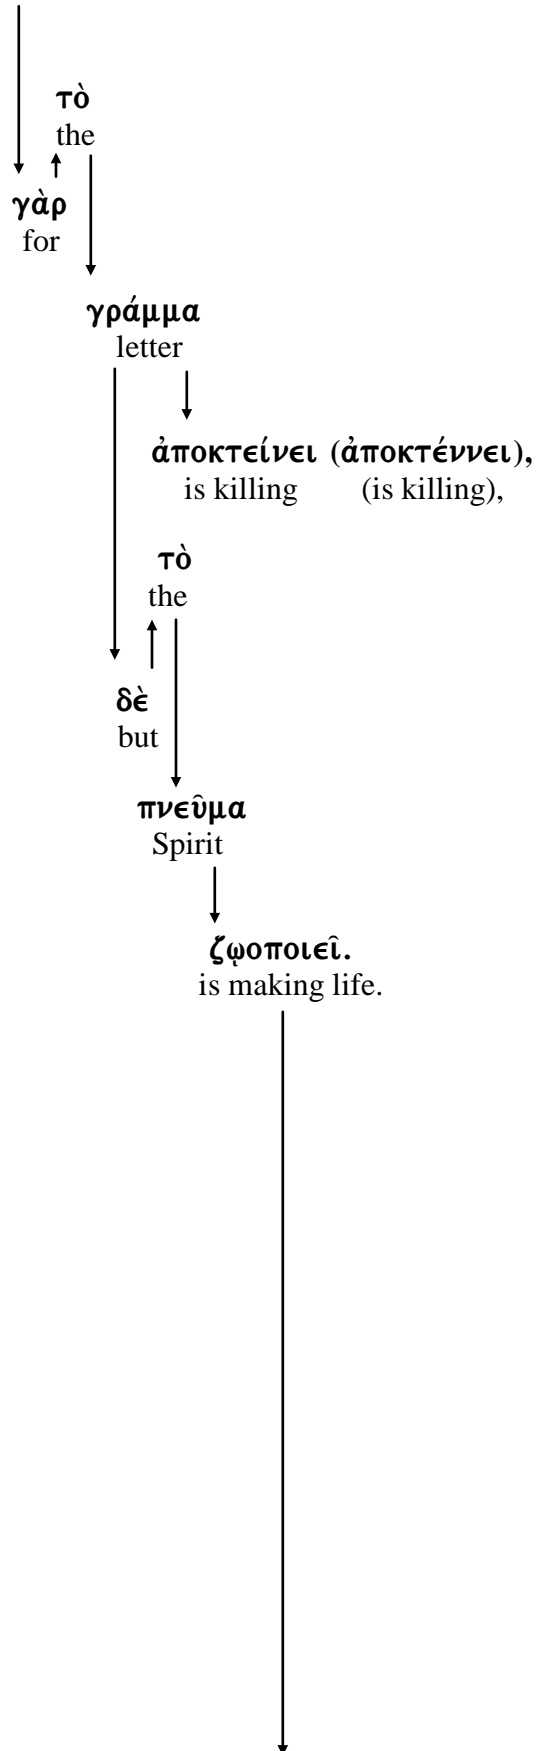 τὸ
the
γὰρ
for
γράμμα
letter
ἀποκτείνει (ἀποκτέννει),
is killing (is killing),
τὸ
the
δὲ
but
πνεῦμα
Spirit
ζῳοποιεῖ.
is making life.